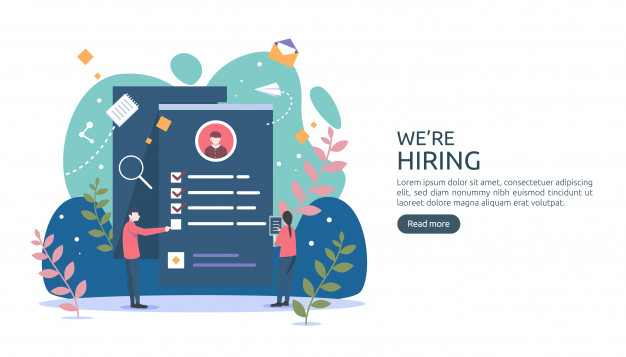 WE'RE
HIRING
Lorem ipsum dolor sit amet, consectetuer adipiscing
elit, sed diam nonummy nibh euismod tincidunt ut
laoreet dolore magna aliquam erat volutpat.
Read more